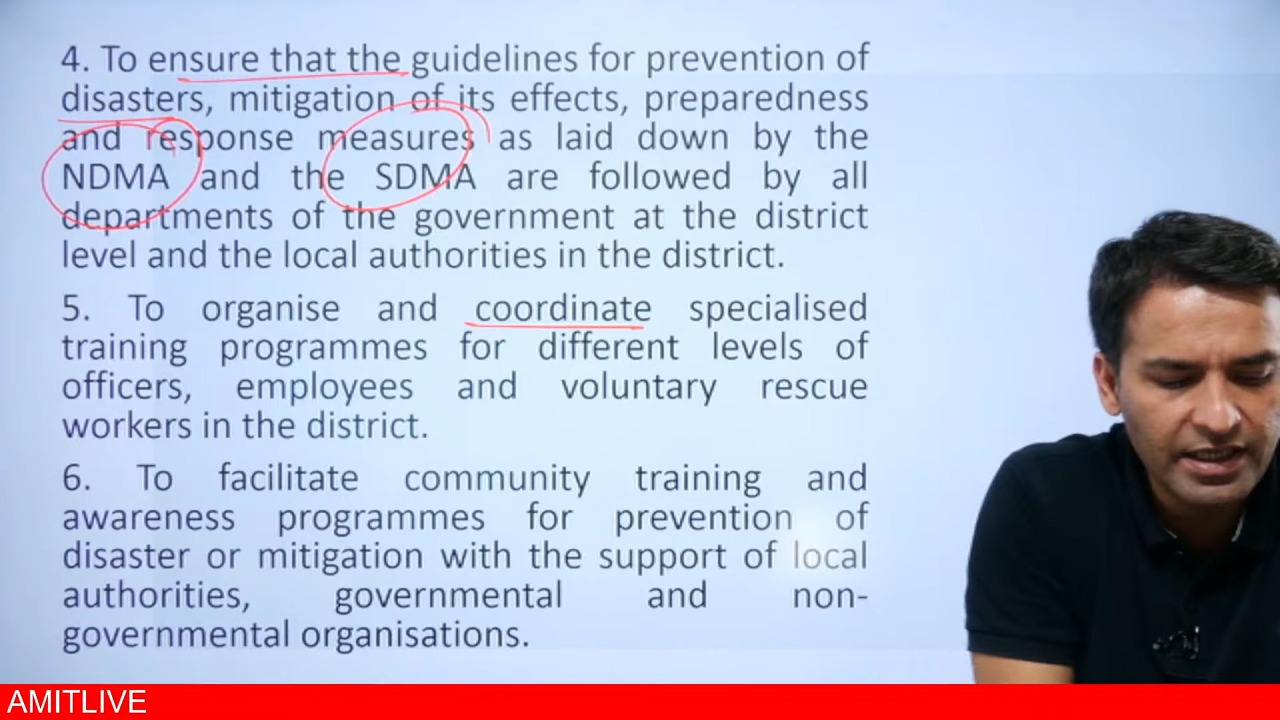 4. To ensure that the guidelines for prevention of
disasters, mitigation of its effects, preparedness
and response measures as laid down by the
NDMA and the SDMA are followed by all
departments of the government at the district
level and the local authorities in the district.
5. To organise and coordinate specialised
training programmes for different levels of
officers, employees and voluntary rescue
workers in the district.
6. To facilitate community training and
awareness programmes for prevention of
disaster or mitigation with the support of local
authorities, governmental and non-
governmental organisations.
AMITLIVE